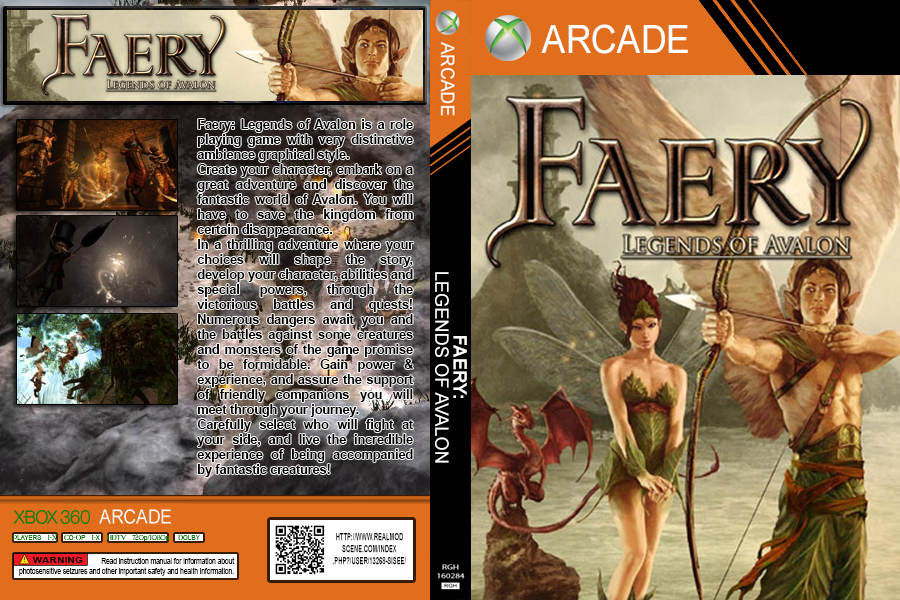 FAERY
LEGENDS OF AVALON
Faery: Legends of Avalon is a role
playing game with very distinctive
ambience graphical style.
Create your character, embark on a
great adventure and discover the
fantastic world of Avalon. You will
have to save the kingdom from
certain disappearance.
In a thrilling adventure where your
choices will shape the story,
develop your character, abilities and
special powers, through the
victorious battles and quests!
Numerous dangers await you and
the battles against some creatures
and monsters of the game promise
to be formidable. Gain power &
experience, and assure the support
of friendly companions you will
meet through your journey.
Carefully select who will fight at
your side, and live the incredible
experience of being accompanied
by fantastic creatures!
XBOX 360 ARCADE
PLAYERS 1-X CO-OP 1-X HDTV 720p/1080p DOLBY
WARNING Read instruction manual for information about
photosensitive seizures and other important safety and health information.
HTTP://WWW.REALMOD
SCENE.COM/INDEX
.PHP?/USER/13268-SISEE/
ARCADE
FAERY:
LEGENDS OF AVALON
RGH
160284
RGH
ARCADE
FAERY
LEGENDS OF AVALON